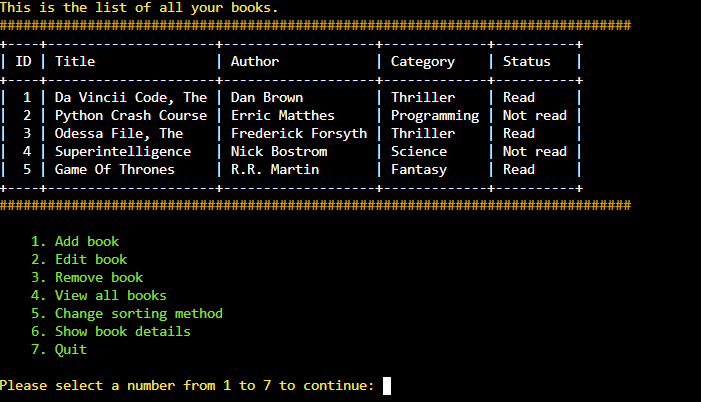 This is the list of all your books.
###############################################################################
+----+---------------------+--------------------+-------------+----------+
| ID | Title               | Author             | Category    | Status   |
+----+---------------------+--------------------+-------------+----------+
|  1 | Da Vincii Code, The | Dan Brown          | Thriller    | Read     |
|  2 | Python Crash Course | Erric Matthes      | Programming | Not read |
|  3 | Odessa File, The    | Frederick Forsyth  | Thriller    | Read     |
|  4 | Superintelligence   | Nick Bostrom       | Science     | Not read |
|  5 | Game Of Thrones     | R.R. Martin        | Fantasy     | Read     |
+----+---------------------+--------------------+-------------+----------+
###############################################################################
1. Add book
2. Edit book
3. Remove book
4. View all books
5. Change sorting method
6. Show book details
7. Quit
Please select a number from 1 to 7 to continue: